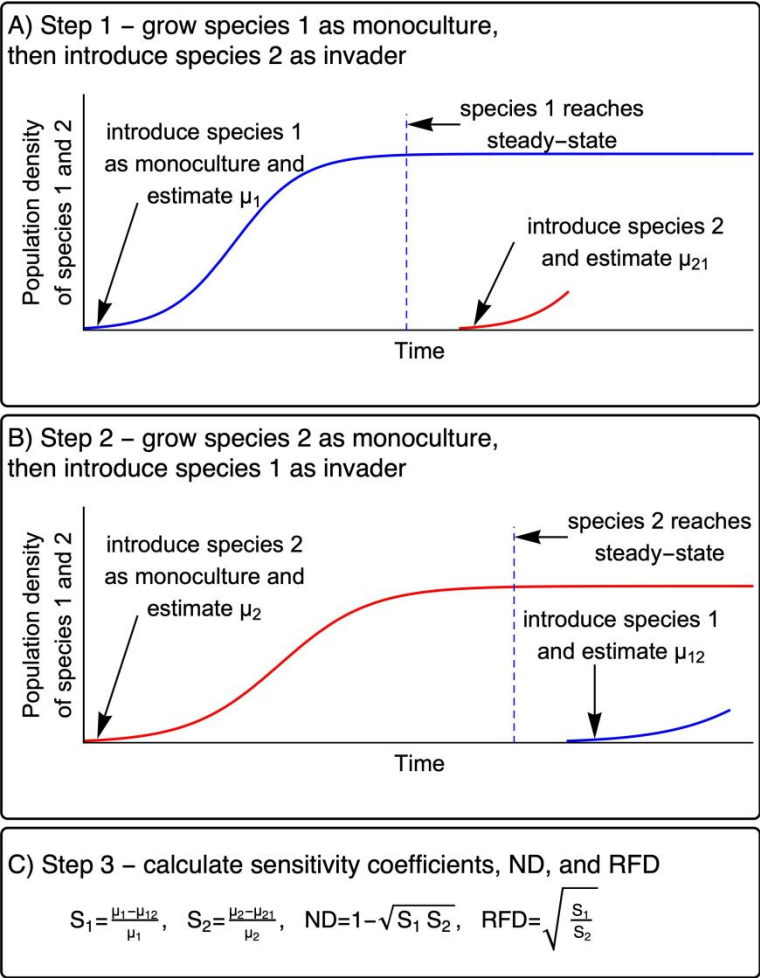 A) Step 1 – grow species 1 as monoculture,
then introduce species 2 as invader
Population density
of species 1 and 2
introduce species 1
as monoculture and
estimate μ₁
species 1 reaches
steady–state
introduce species 2
and estimate μ₂₁
Time
B) Step 2 – grow species 2 as monoculture,
then introduce species 1 as invader
Population density
of species 1 and 2
introduce species 2
as monoculture and
estimate μ₂
species 2 reaches
steady–state
introduce species 1
and estimate μ₁₂
Time
C) Step 3 – calculate sensitivity coefficients, ND, and RFD
S₁=(μ₁–μ₁₂)/μ₁, S₂=(μ₂–μ₂₁)/μ₂, ND=1–√(S₁ S₂), RFD=√(S₁/S₂)